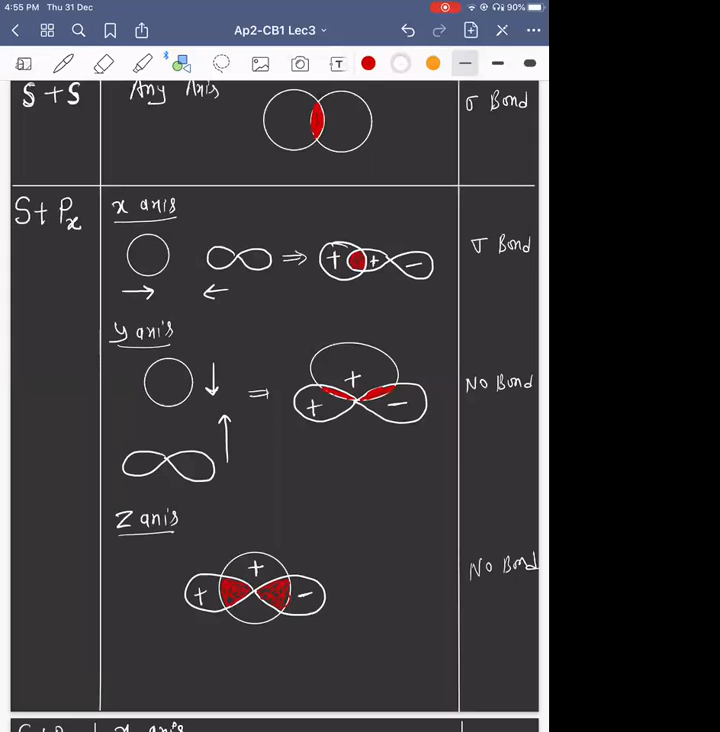 4:55 PM Thu 31 Dec
90%
Ap2-CB1 Lec3
T
S + S
Any Axis
σ Bond
S + Px
x axis
⇒
+ + −
σ Bond
y axis
⇒
+
+ −
No Bond
Z axis
+
+ −
No Bond
x axis